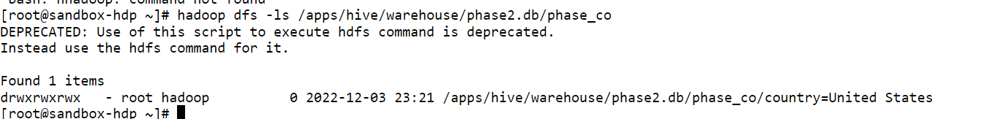 bash: hhadoop: command not found
[root@sandbox-hdp ~]# hadoop dfs -ls /apps/hive/warehouse/phase2.db/phase_co
DEPRECATED: Use of this script to execute hdfs command is deprecated.
Instead use the hdfs command for it.
Found 1 items
drwxrwxrwx   - root hadoop          0 2022-12-03 23:21 /apps/hive/warehouse/phase2.db/phase_co/country=United States
[root@sandbox-hdp ~]#